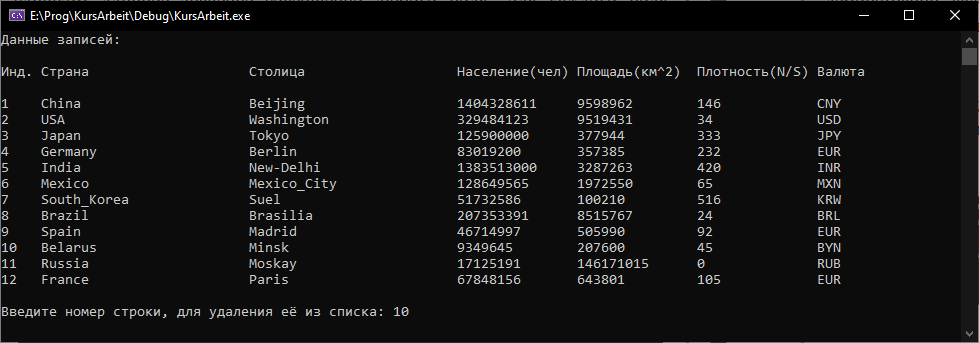 E:\Prog\KursArbeit\Debug\KursArbeit.exe
Данные записей:
Инд. Страна Столица Население(чел) Площадь(км^2) Плотность(N/S) Валюта
1 China Beijing 1404328611 9598962 146 CNY
2 USA Washington 329484123 9519431 34 USD
3 Japan Tokyo 125900000 377944 333 JPY
4 Germany Berlin 83019200 357385 232 EUR
5 India New-Delhi 1383513000 3287263 420 INR
6 Mexico Mexico_City 128649565 1972550 65 MXN
7 South_Korea Suel 51732586 100210 516 KRW
8 Brazil Brasilia 207353391 8515767 24 BRL
9 Spain Madrid 46714997 505990 92 EUR
10 Belarus Minsk 9349645 207600 45 BYN
11 Russia Moskay 17125191 146171015 0 RUB
12 France Paris 67848156 643801 105 EUR
Введите номер строки, для удаления её из списка: 10